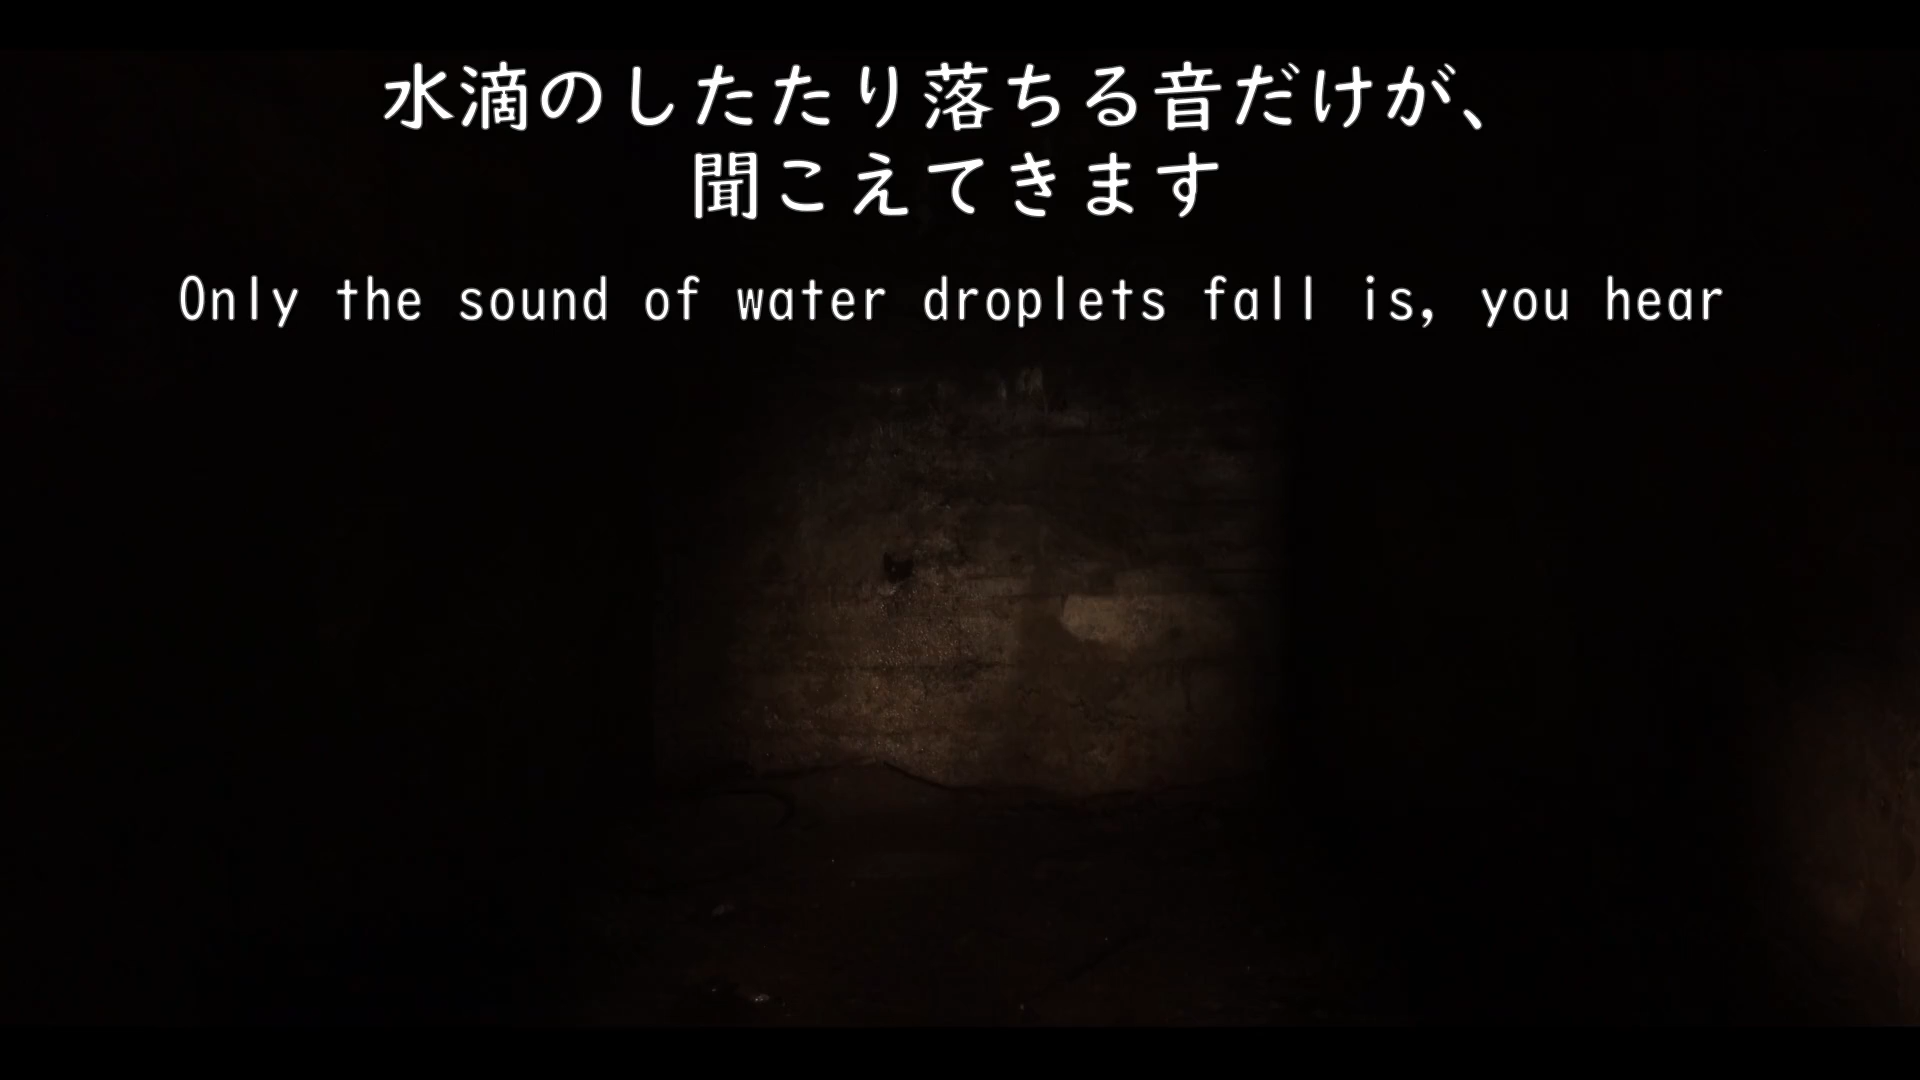 水滴のしたたり落ちる音だけが、
聞こえてきます
Only the sound of water droplets fall is, you hear